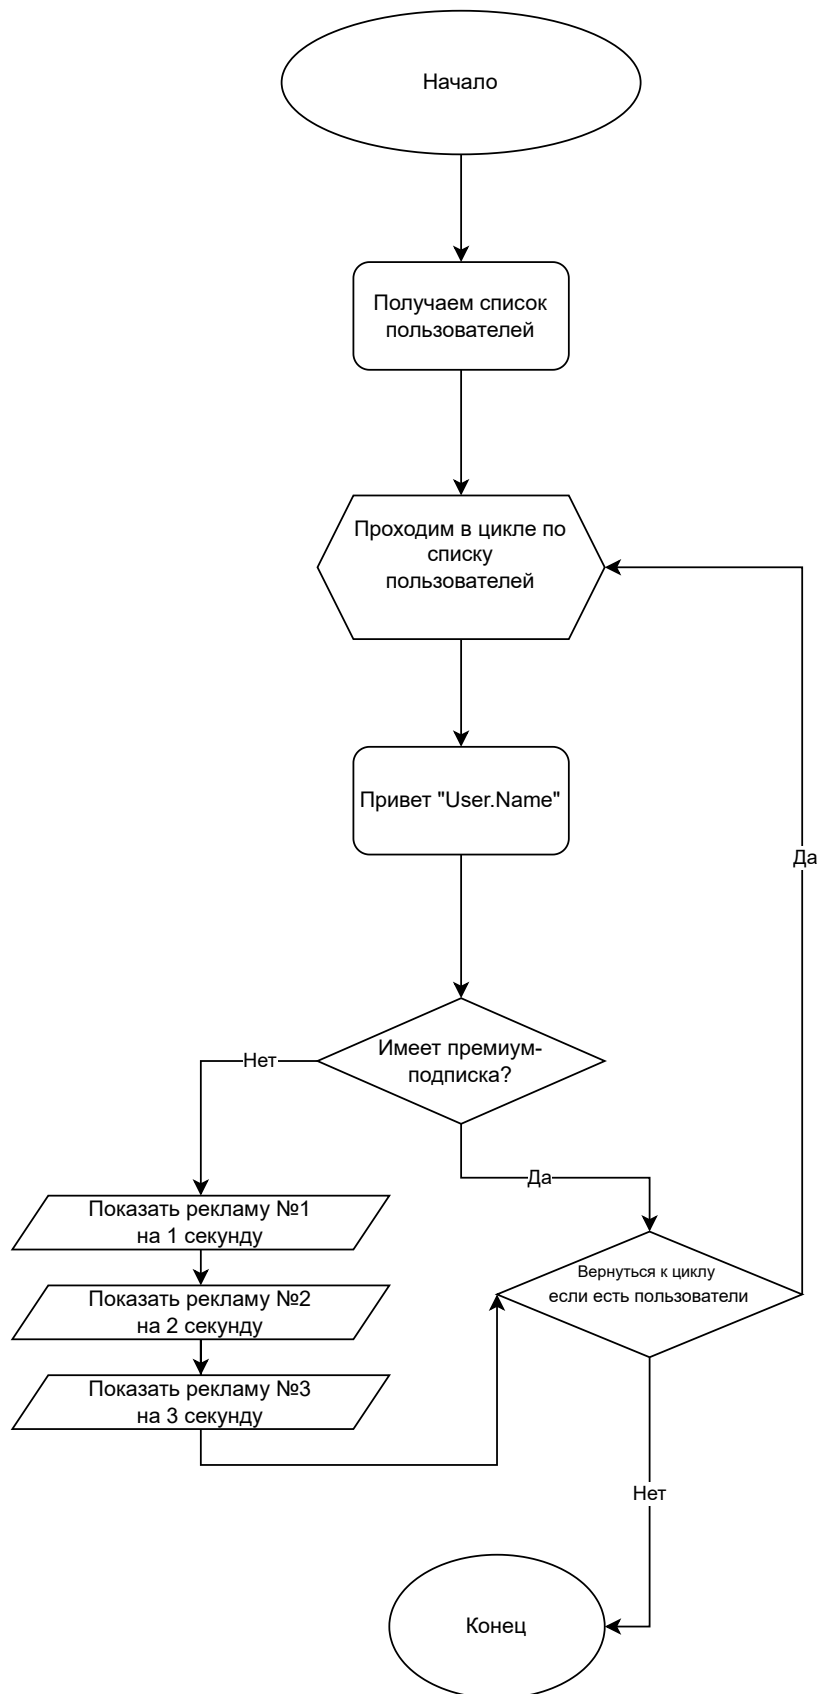 Начало
Получаем список
пользователей
Проходим в цикле по
списку
пользователей
Привет "User.Name"
Да
Имеет премиум-
подписка?
Нет
Да
Показать рекламу №1
на 1 секунду
Вернуться к циклу
если есть пользователи
Показать рекламу №2
на 2 секунду
Показать рекламу №3
на 3 секунду
Нет
Конец